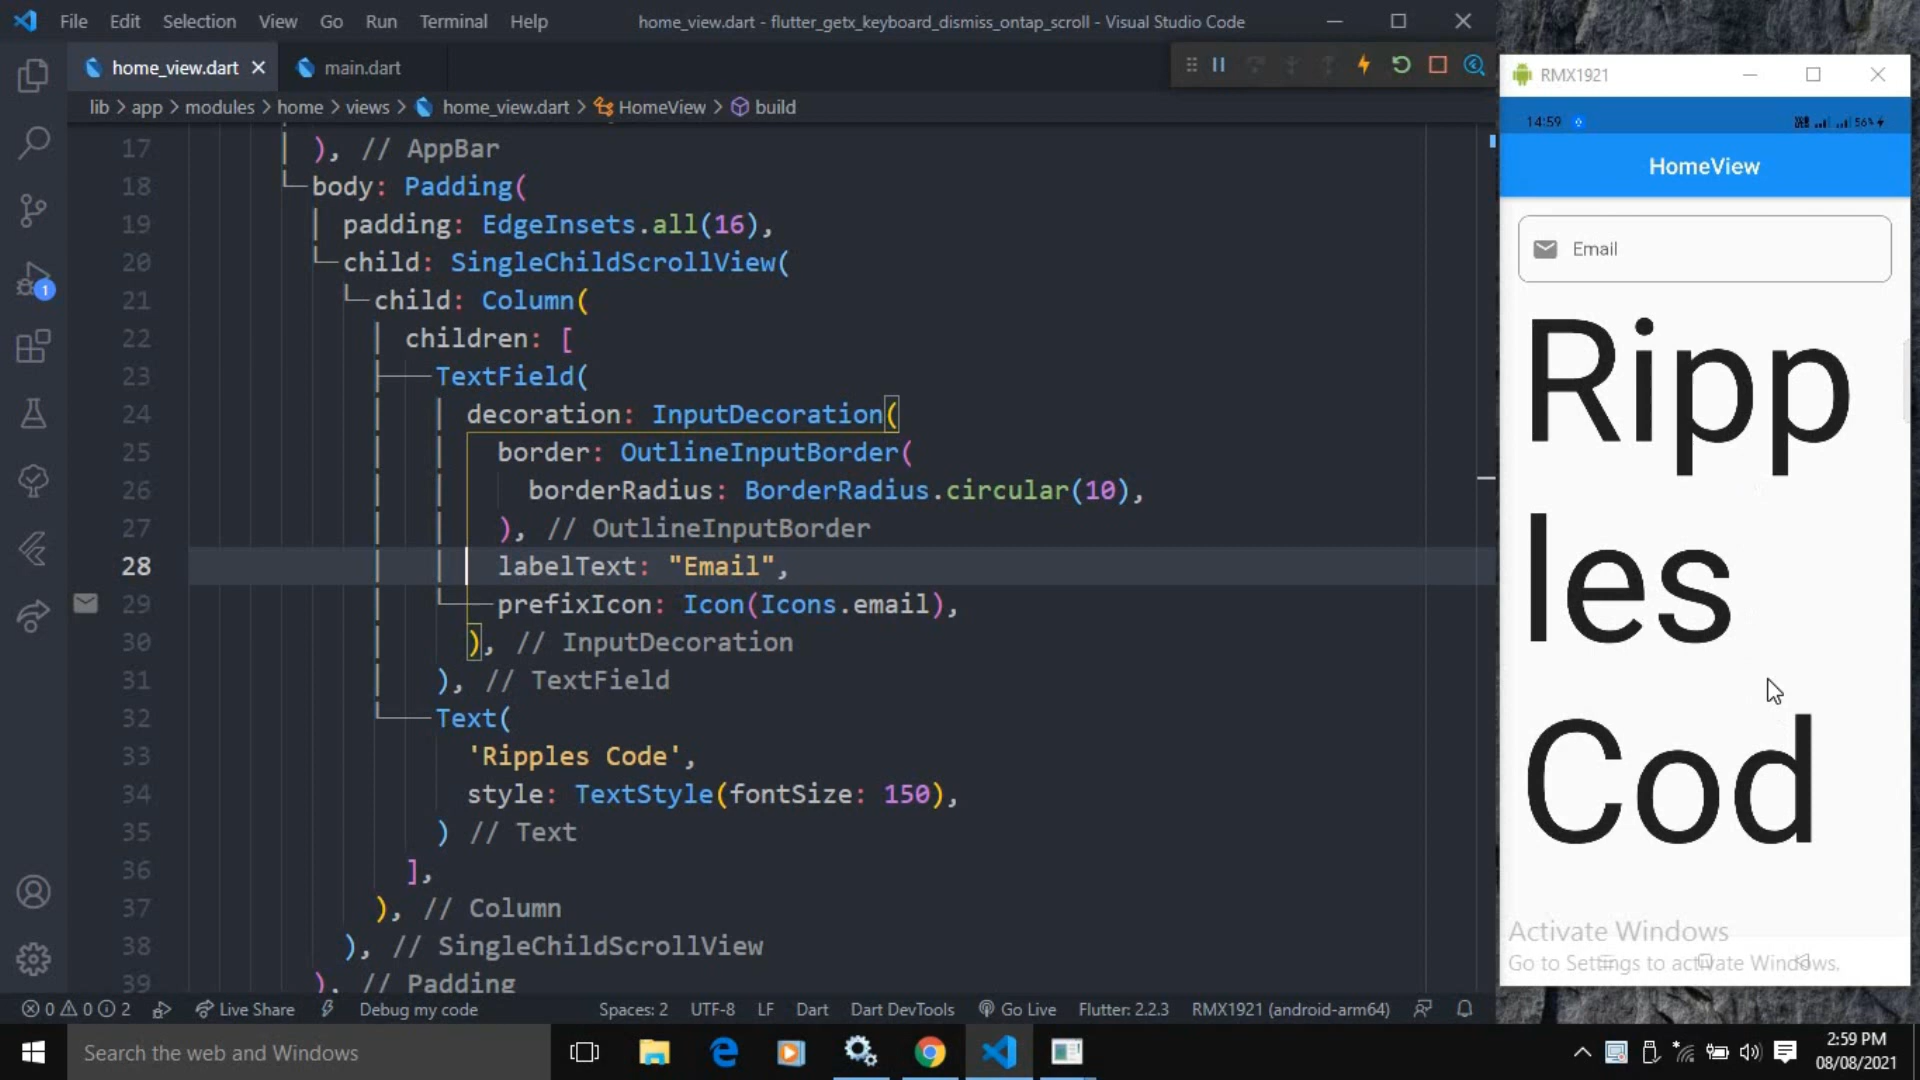 File Edit Selection View Go Run Terminal Help
home_view.dart - flutter_getx_keyboard_dismiss_ontap_scroll - Visual Studio Code
home_view.dart
main.dart
lib > app > modules > home > views > home_view.dart > HomeView > build
17 ), // AppBar
18 body: Padding(
19 padding: EdgeInsets.all(16),
20 child: SingleChildScrollView(
21 child: Column(
22 children: [
23 TextField(
24 decoration: InputDecoration(
25 border: OutlineInputBorder(
26 borderRadius: BorderRadius.circular(10),
27 ), // OutlineInputBorder
28 labelText: "Email",
29 prefixIcon: Icon(Icons.email),
30 ), // InputDecoration
31 ), // TextField
32 Text(
33 'Ripples Code',
34 style: TextStyle(fontSize: 150),
35 ) // Text
36 ],
37 ), // Column
38 ), // SingleChildScrollView
39 ), // Padding
1
0 0 2 Live Share Debug my code Spaces: 2 UTF-8 LF Dart Dart DevTools Go Live Flutter: 2.2.3 RMX1921 (android-arm64)
RMX1921
14:59 56%
HomeView
Email
Ripp
les
Cod
Activate Windows
Go to Settings to activate Windows.
Search the web and Windows
2:59 PM
08/08/2021